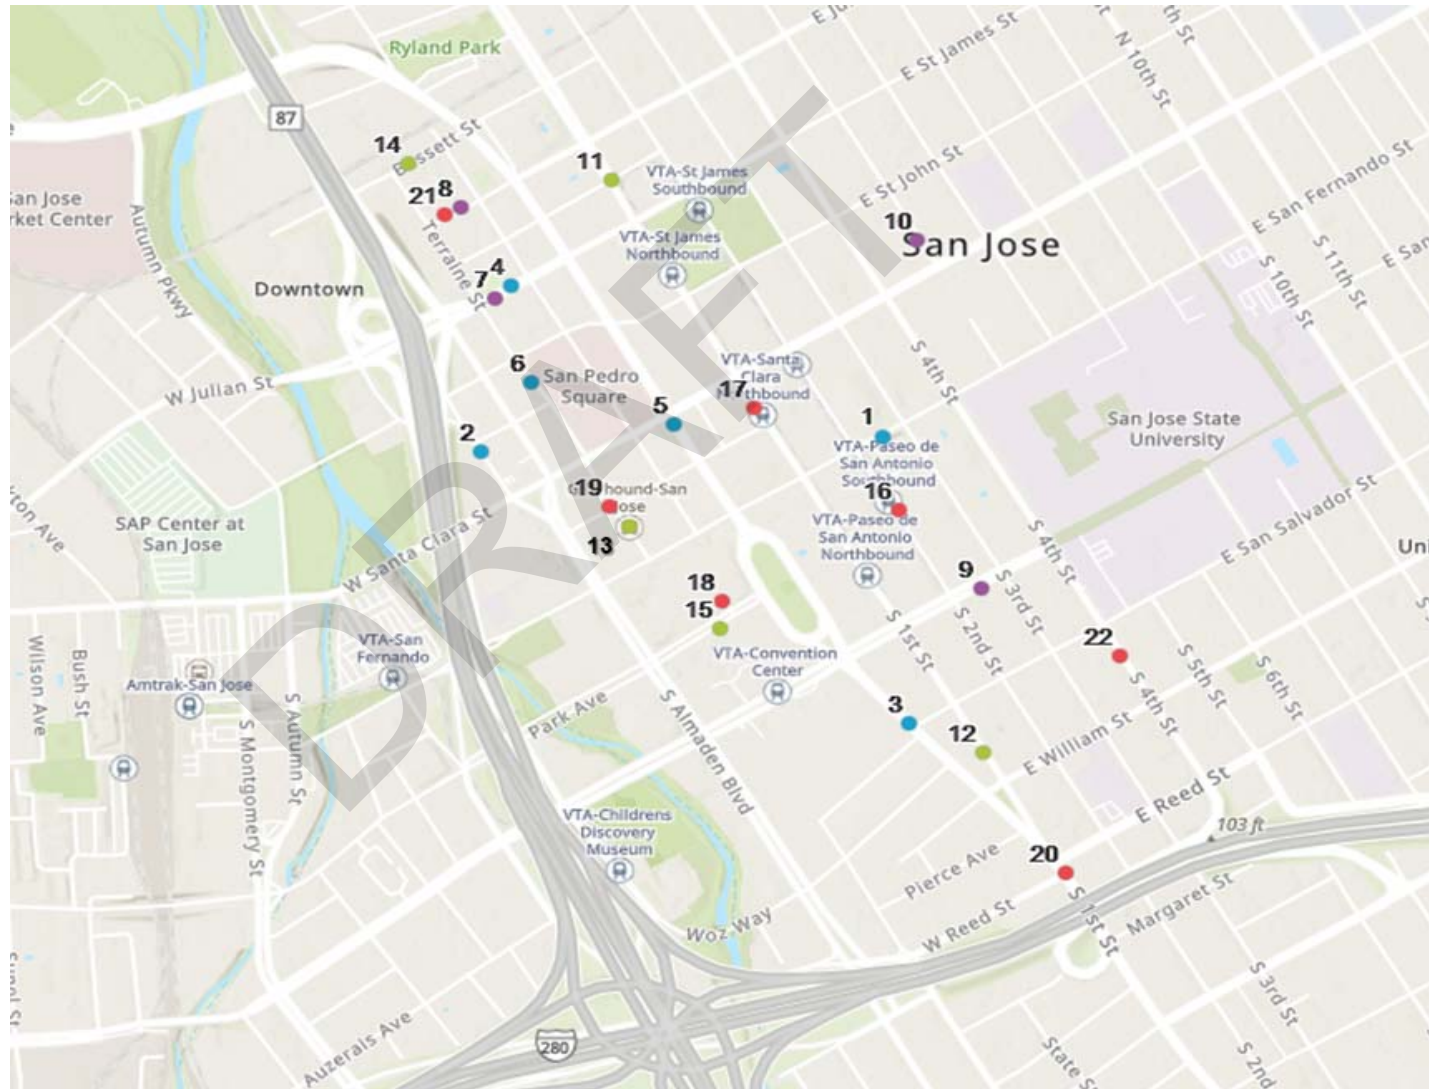 Ryland Park
E St James St
N 10th St
87
14
Bassett St
11
VTA-St James
Southbound
E St John St
E San Fernando St
San Jose
rket Center
21
8
Autumn Pkwy
Terraine St
VTA-St James
Northbound
10
San Jose
S 11th St
S 10th St
Downtown
7
4
6
San Pedro
Square
VTA-Santa
Clara
Northbound
17
S 4th St
W Julian St
5
1
San Jose State
University
2
VTA-Paseo de
San Antonio
Southbound
19
Greyhound-San
Jose
16
SAP Center at
San Jose
W Santa Clara St
13
VTA-Paseo de
San Antonio
Northbound
S 4th St
E San Salvador St
18
15
9
S 3rd St
S 2nd St
S 1st St
VTA-San
Fernando
VTA-Convention
Center
22
Wilson Ave
Bush St
Amtrak-San Jose
S Autumn St
S Montgomery St
Park Ave
S Almaden Blvd
3
12
S 4th St
S 5th St
S 6th St
E William St
E Reed St
VTA-Childrens
Discovery
Museum
103 ft
20
Pierce Ave
W Reed St
S 1st St
Margaret St
Woz Way
S 3rd St
Auzerais Ave
280
State St
S 2nd
DRAFT